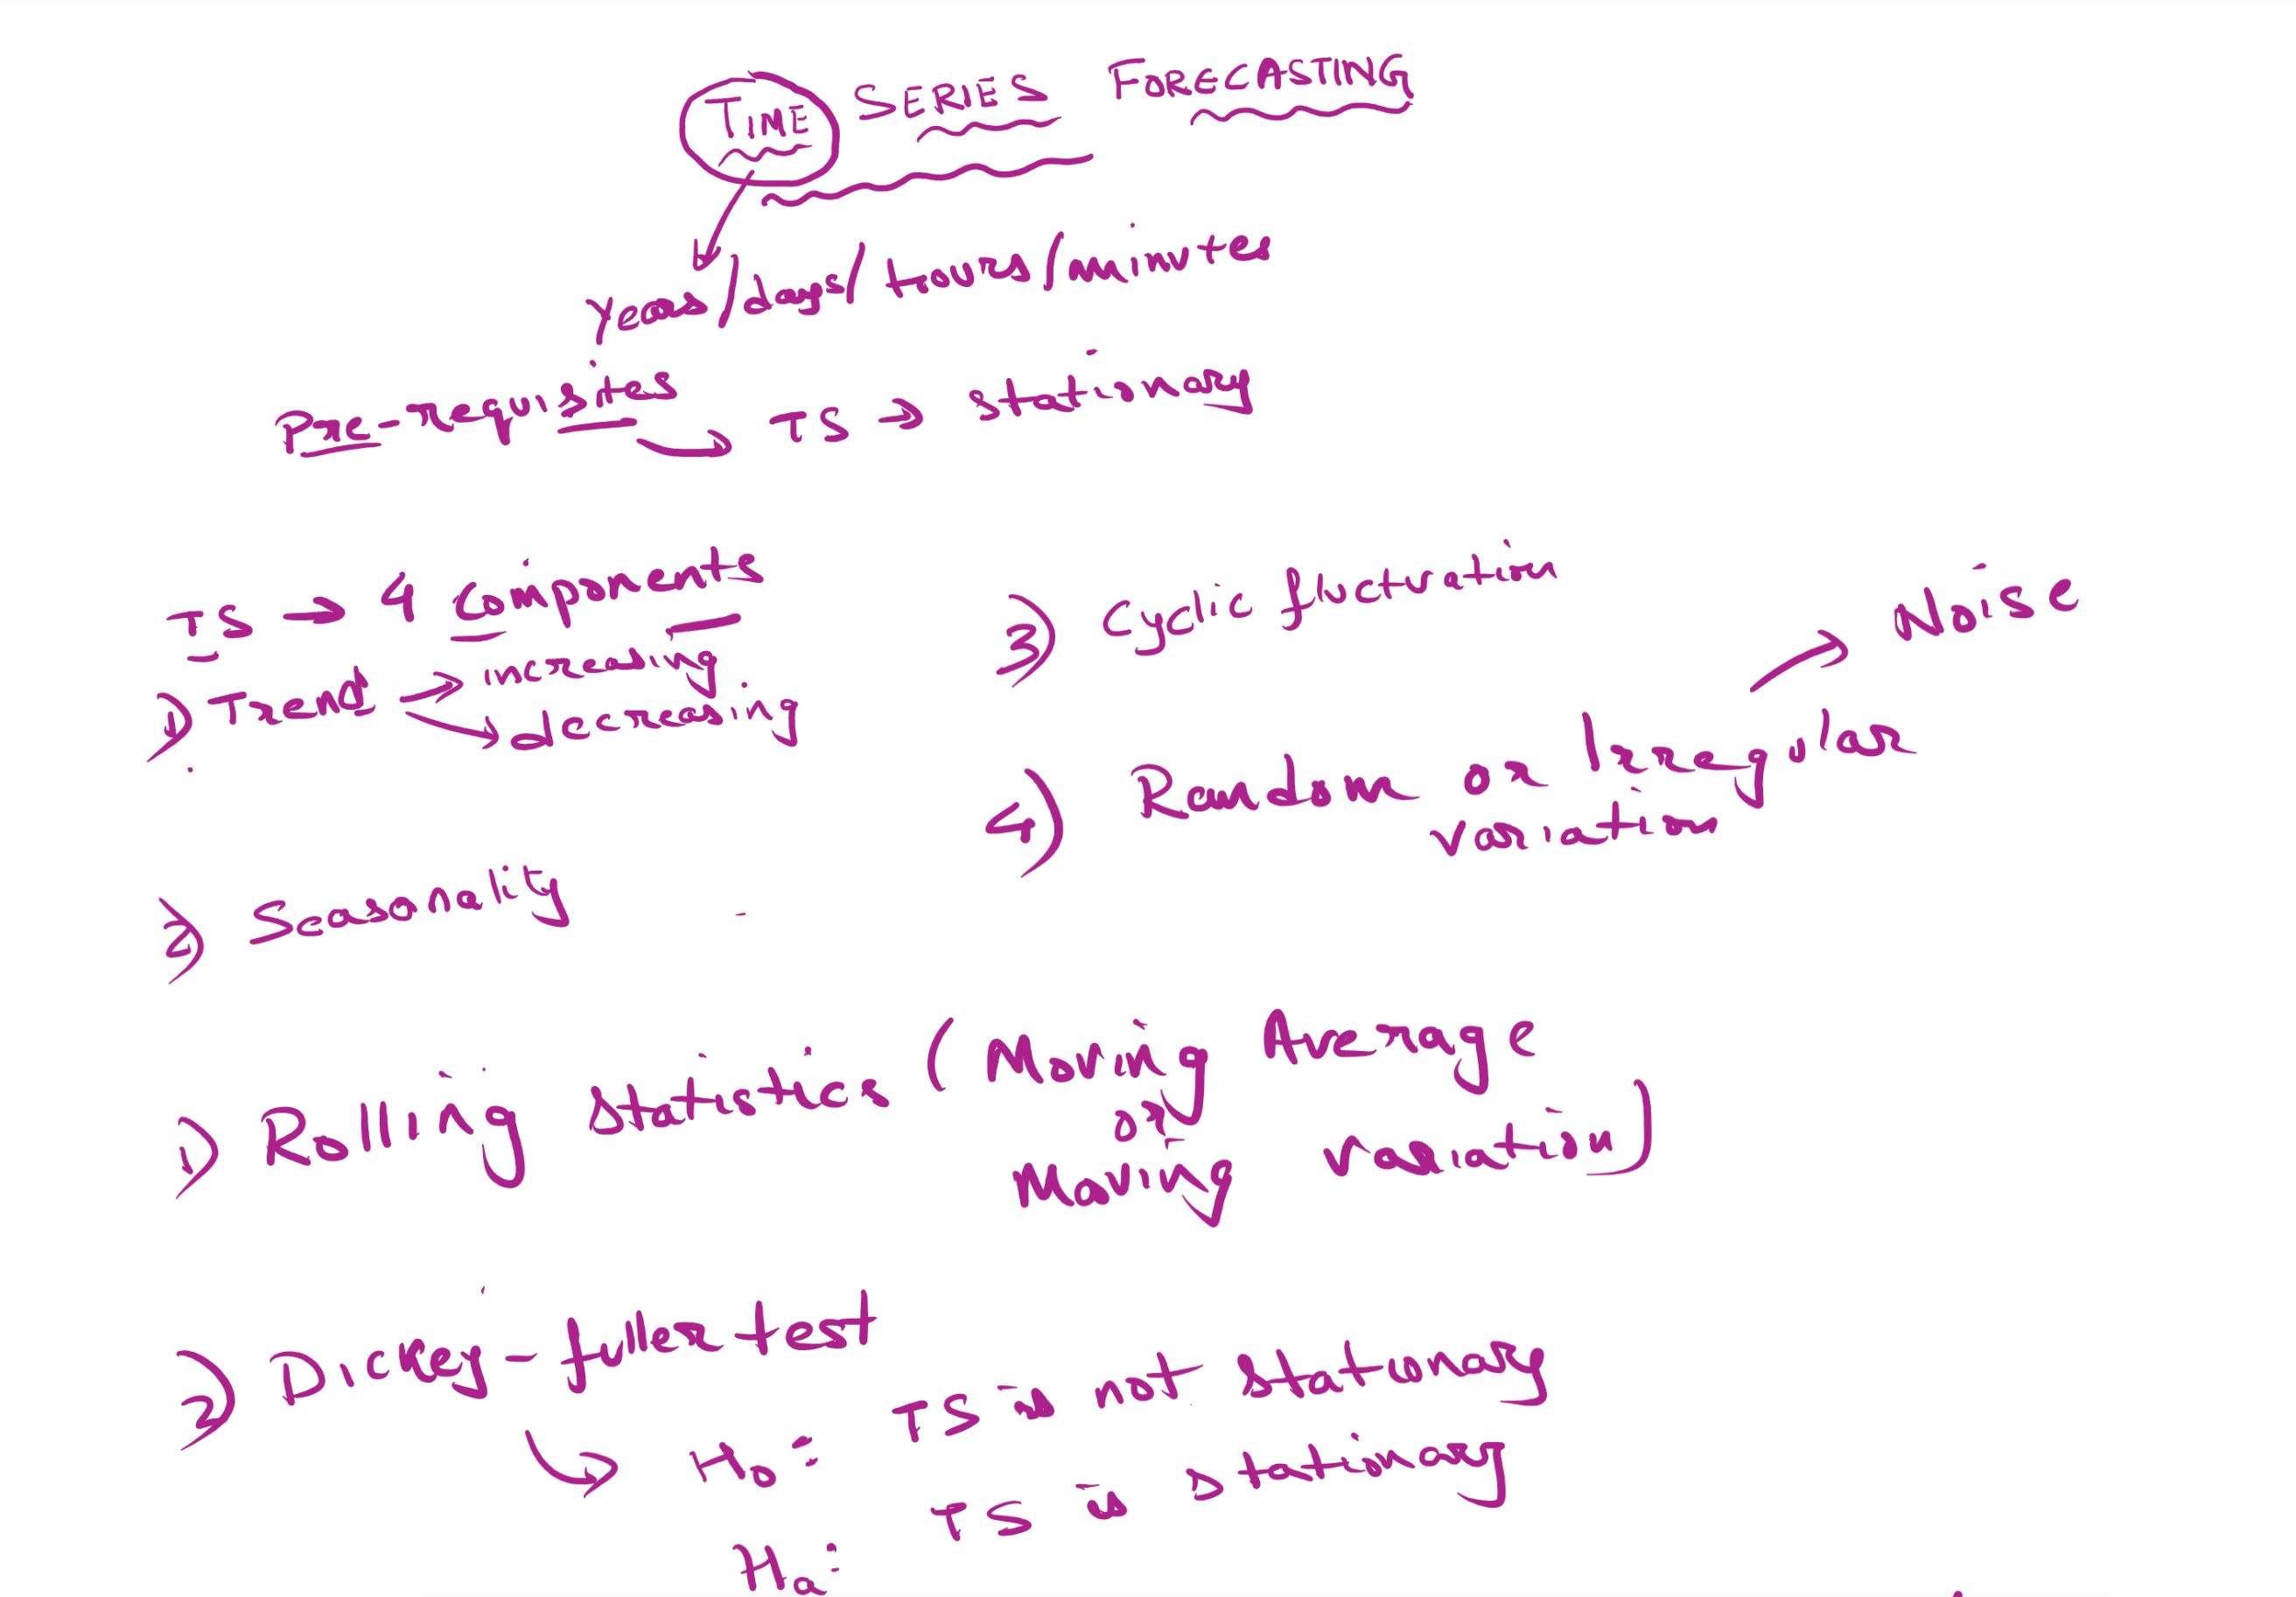 TIME SERIES FORECASTING
Years/days/hours/minutes
Pre-requisites → TS → stationary
TS → 4 components
1) Trend → increasing
→ decreasing
2) Seasonality
3) Cyclic fluctuation
4) Random or Irregular → Noise
variation
1) Rolling statistics (Moving Average
or
Moving variation)
2) Dickey-fuller test
→ H0: TS is not stationary
Ha: TS is stationary